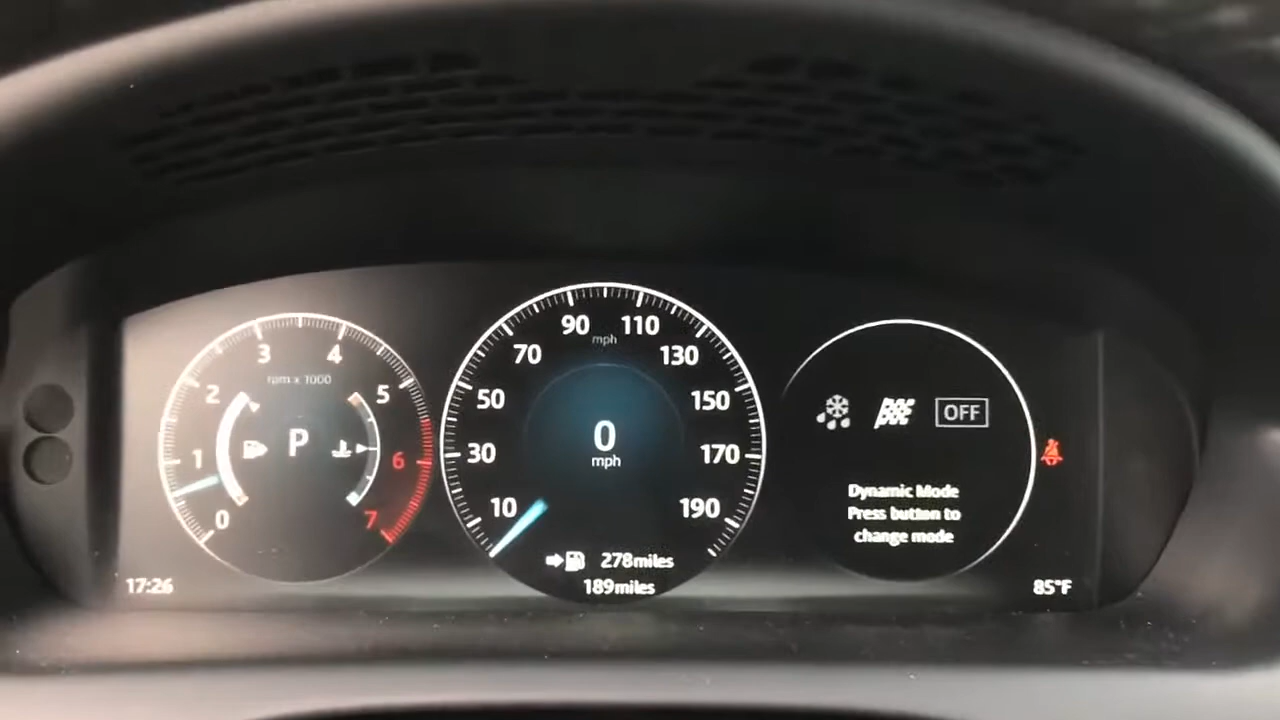 90 110
mph
70 130
3 4
rpm x 1000
2 5
50 150
OFF
0
mph
P
1 6
30 170
10 190
0 7
Dynamic Mode
Press button to
change mode
278miles
189miles
17:26
85°F